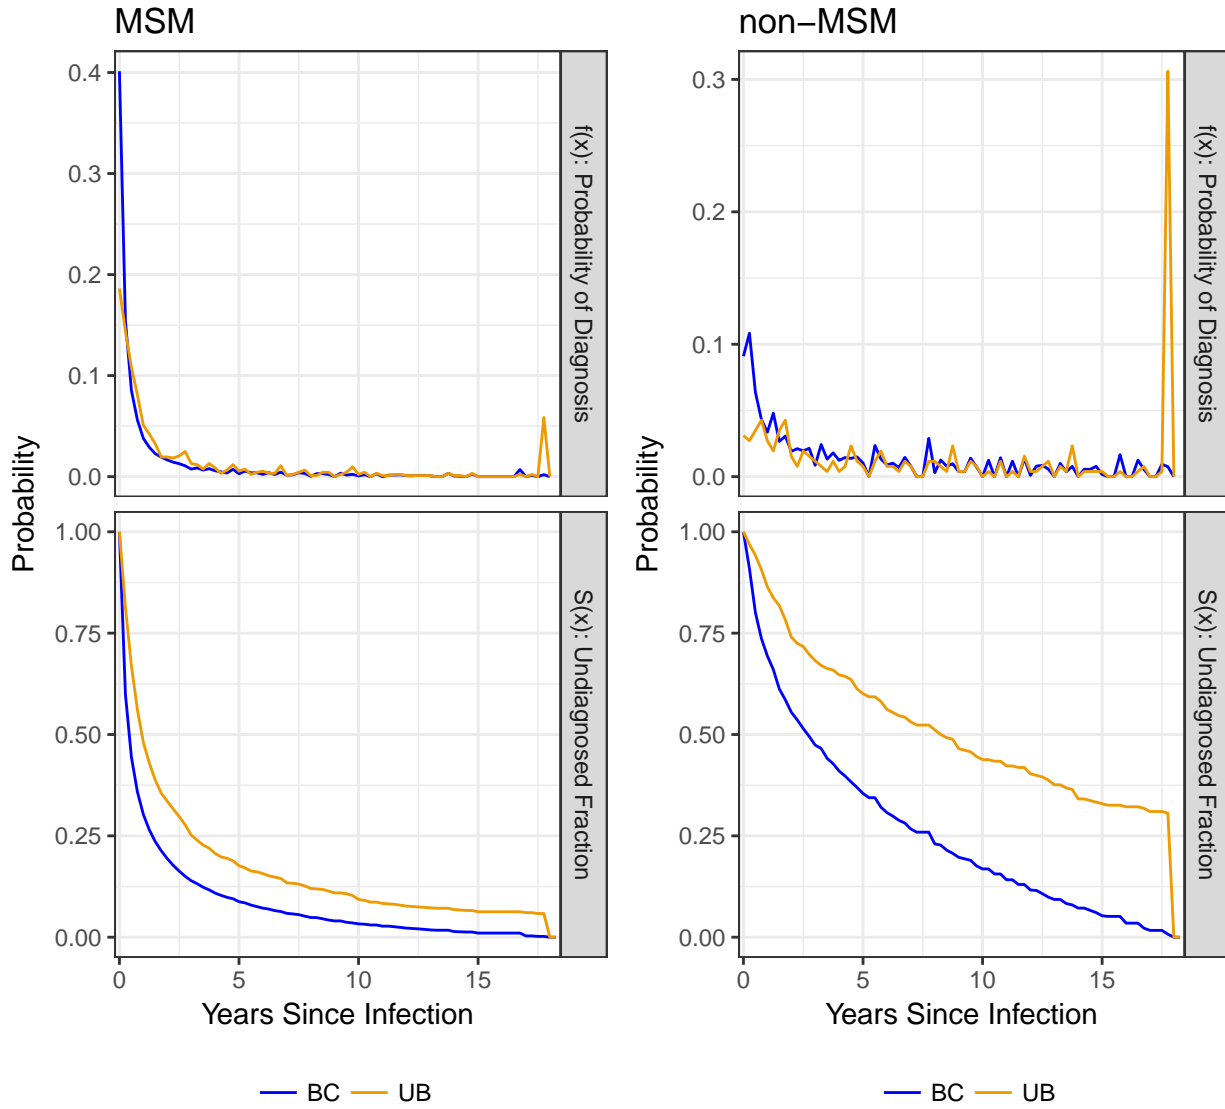 MSM
non−MSM
0.4
0.3
0.2
0.1
0.0
f(x): Probability of Diagnosis
0.3
0.2
0.1
0.0
f(x): Probability of Diagnosis
Probability
Probability
1.00
0.75
0.50
0.25
0.00
S(x): Undiagnosed Fraction
1.00
0.75
0.50
0.25
0.00
S(x): Undiagnosed Fraction
0 5 10 15
0 5 10 15
Years Since Infection
Years Since Infection
BC UB
BC UB